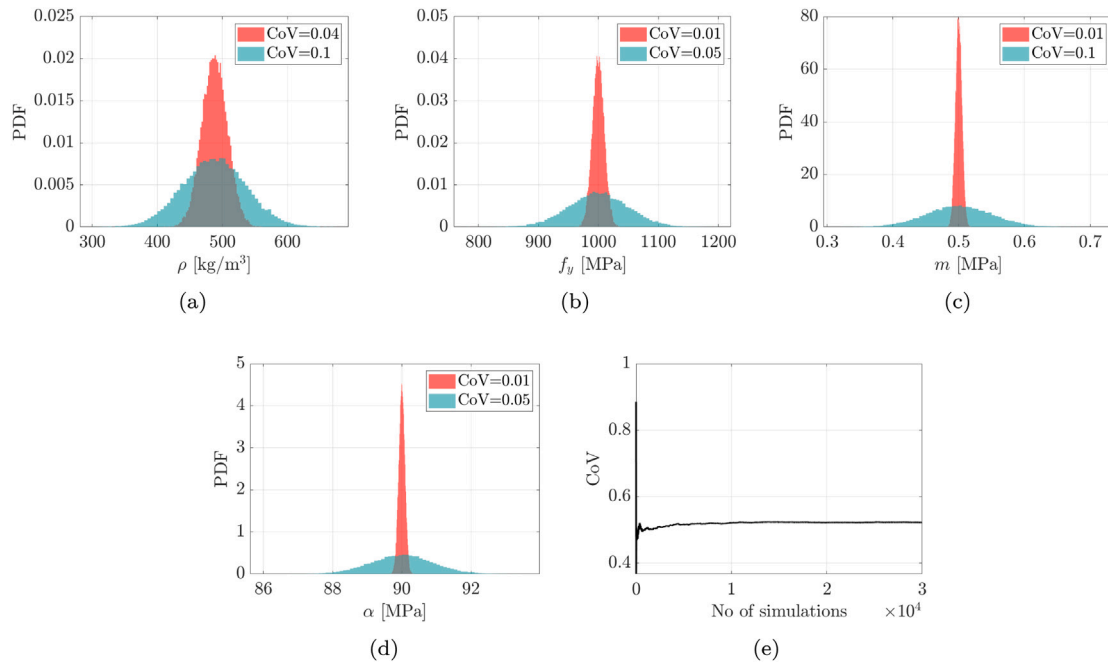 0.025
0.02
0.015
0.01
0.005
0
PDF
300
400
500
600
ρ [kg/m³]
CoV=0.04
CoV=0.1
(a)
0.05
0.04
0.03
0.02
0.01
0
PDF
800
900
1000
1100
1200
f_y [MPa]
CoV=0.01
CoV=0.05
(b)
80
60
40
20
0
PDF
0.3
0.4
0.5
0.6
0.7
m [MPa]
CoV=0.01
CoV=0.1
(c)
5
4
3
2
1
0
PDF
86
88
90
92
α [MPa]
CoV=0.01
CoV=0.05
(d)
1
0.8
0.6
0.4
CoV
0
1
2
3
No of simulations
×10⁴
(e)